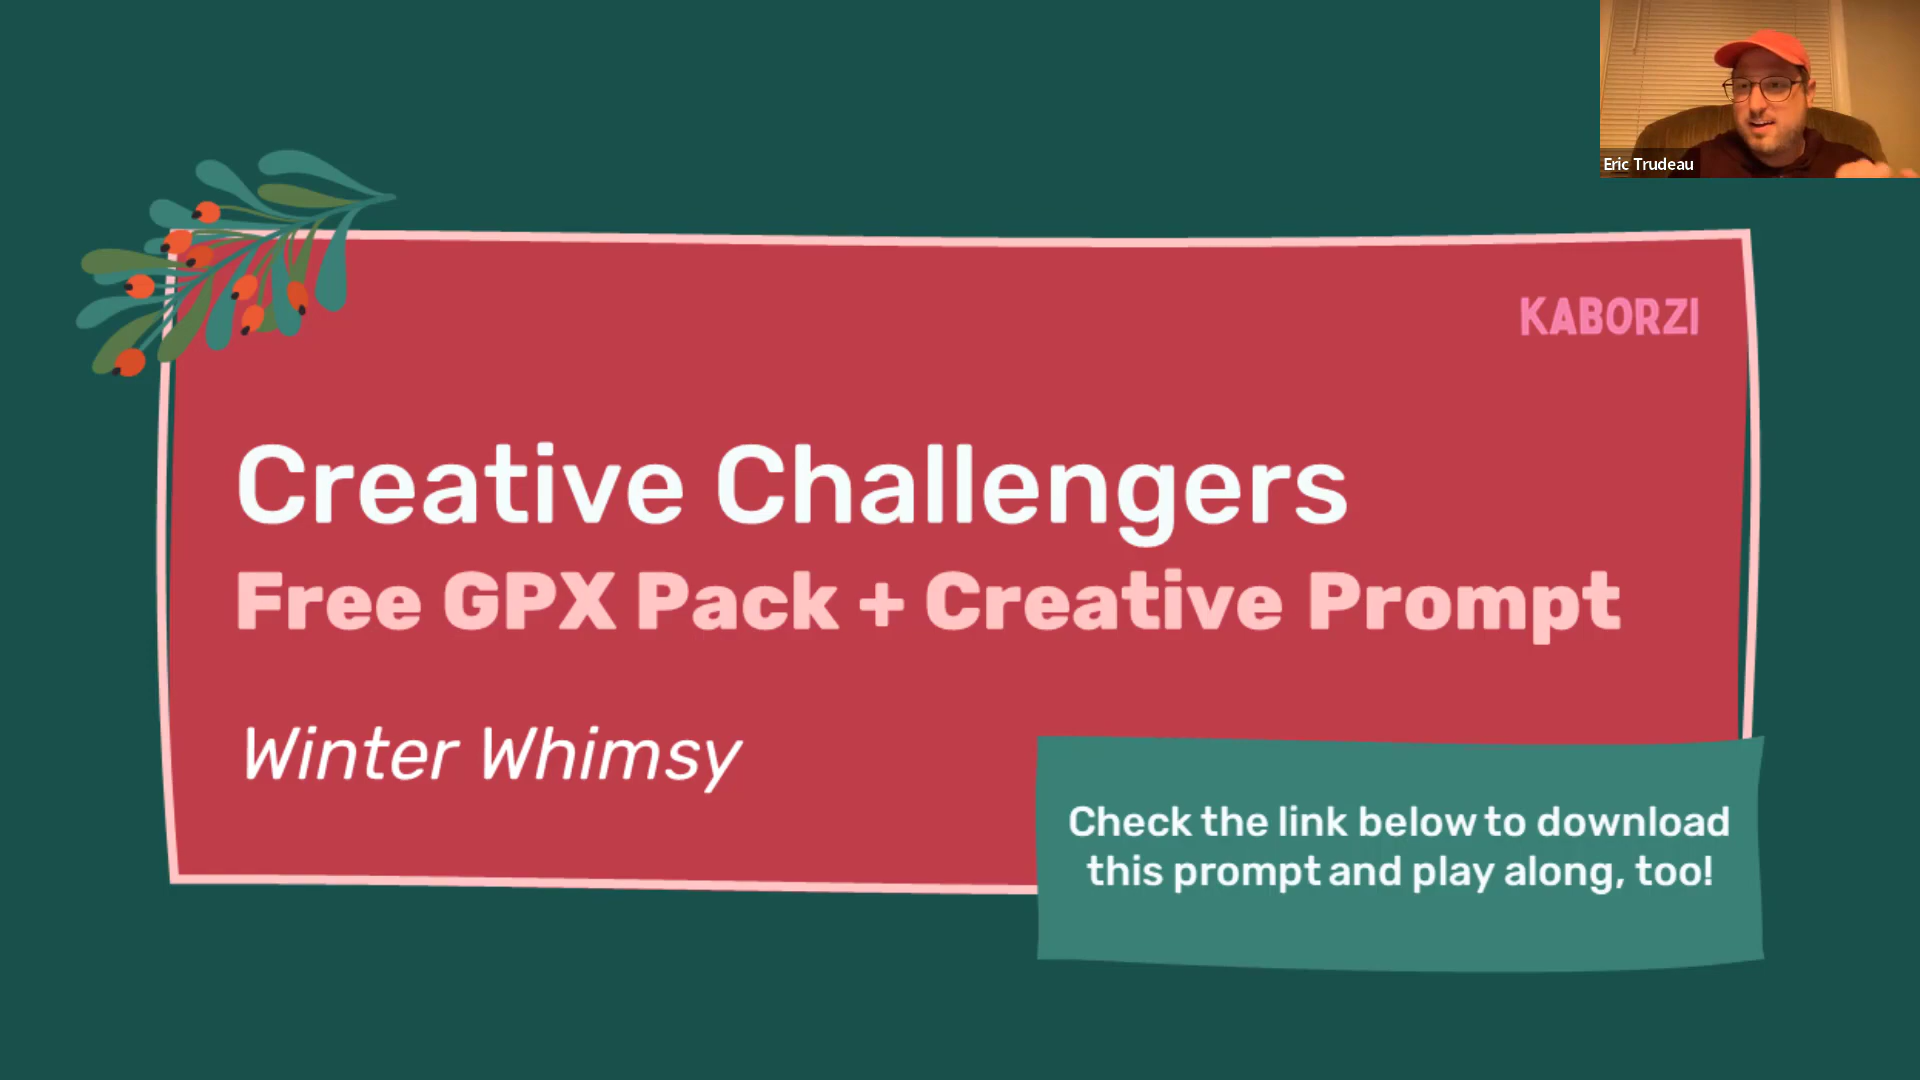 Eric Trudeau
KABORZI
Creative Challengers
Free GPX Pack + Creative Prompt
Winter Whimsy
Check the link below to download
this prompt and play along, too!